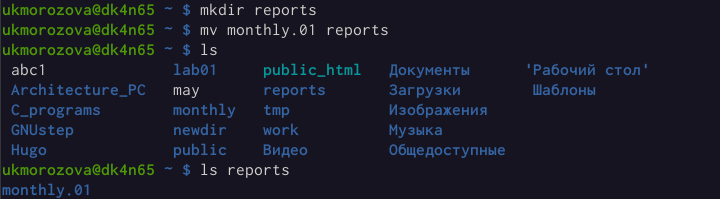 ukmorozova@dk4n65 ~ $ mkdir reports
ukmorozova@dk4n65 ~ $ mv monthly.01 reports
ukmorozova@dk4n65 ~ $ ls
abc1 lab01 public_html Документы 'Рабочий стол'
Architecture_PC may reports Загрузки Шаблоны
C_programs monthly tmp Изображения
GNUstep newdir work Музыка
Hugo public Видео Общедоступные
ukmorozova@dk4n65 ~ $ ls reports
monthly.01